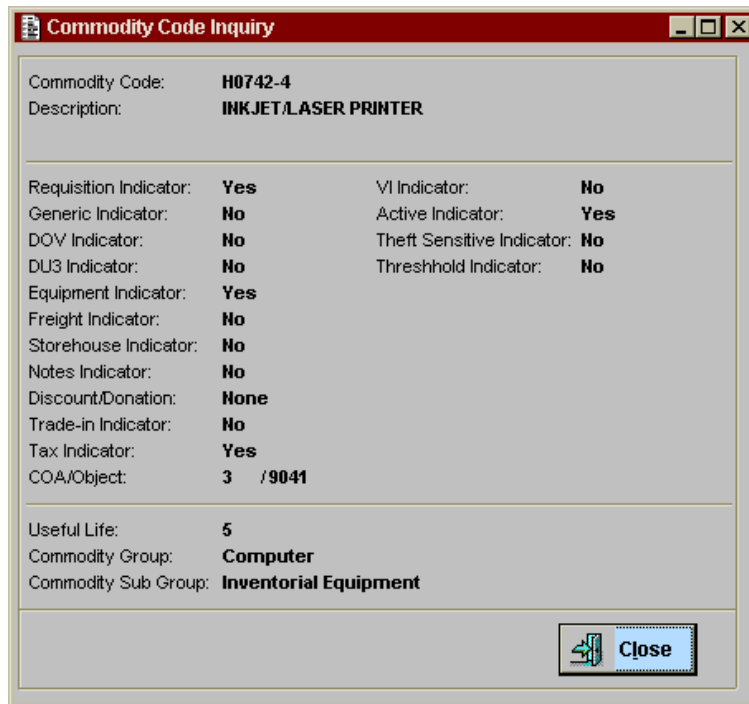 Commodity Code Inquiry
Commodity Code: H0742-4
Description: INKJET/LASER PRINTER
Requisition Indicator: Yes VI Indicator: No
Generic Indicator: No Active Indicator: Yes
DOV Indicator: No Theft Sensitive Indicator: No
DU3 Indicator: No Threshhold Indicator: No
Equipment Indicator: Yes
Freight Indicator: No
Storehouse Indicator: No
Notes Indicator: No
Discount/Donation: None
Trade-in Indicator: No
Tax Indicator: Yes
COA/Object: 3 /9041
Useful Life: 5
Commodity Group: Computer
Commodity Sub Group: Inventorial Equipment
Close